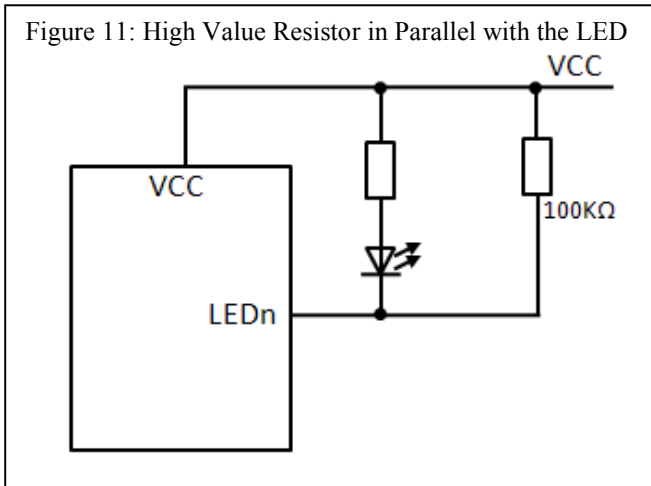 Figure 11: High Value Resistor in Parallel with the LED
VCC
VCC
100KΩ
LEDn